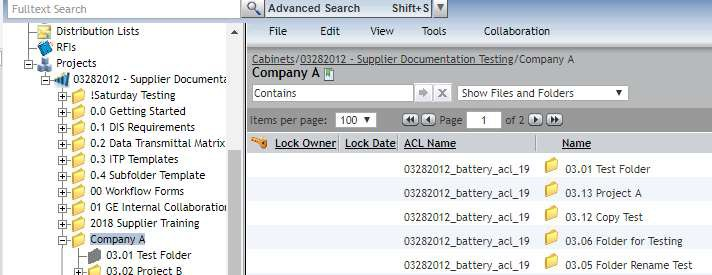 Fulltext Search
Advanced Search Shift+S
Distribution Lists
RFIs
Projects
03282012 - Supplier Documenta
!Saturday Testing
0.0 Getting Started
0.1 DIS Requirements
0.2 Data Transmittal Matrix
0.3 ITP Templates
0.4 Subfolder Template
00 Workflow Forms
01 GE Internal Collaboration
2018 Supplier Training
Company A
03.01 Test Folder
03.02 Project B
File Edit View Tools Collaboration
Cabinets/03282012 - Supplier Documentation Testing/Company A
Company A
Contains Show Files and Folders
Items per page: 100 Page 1 of 2
Lock Owner Lock Date ACL Name Name
03282012_battery_acl_19 03.01 Test Folder
03282012_battery_acl_19 03.13 Project A
03282012_battery_acl_19 03.12 Copy Test
03282012_battery_acl_19 03.06 Folder for Testing
03282012_battery_acl_19 03.05 Folder Rename Test